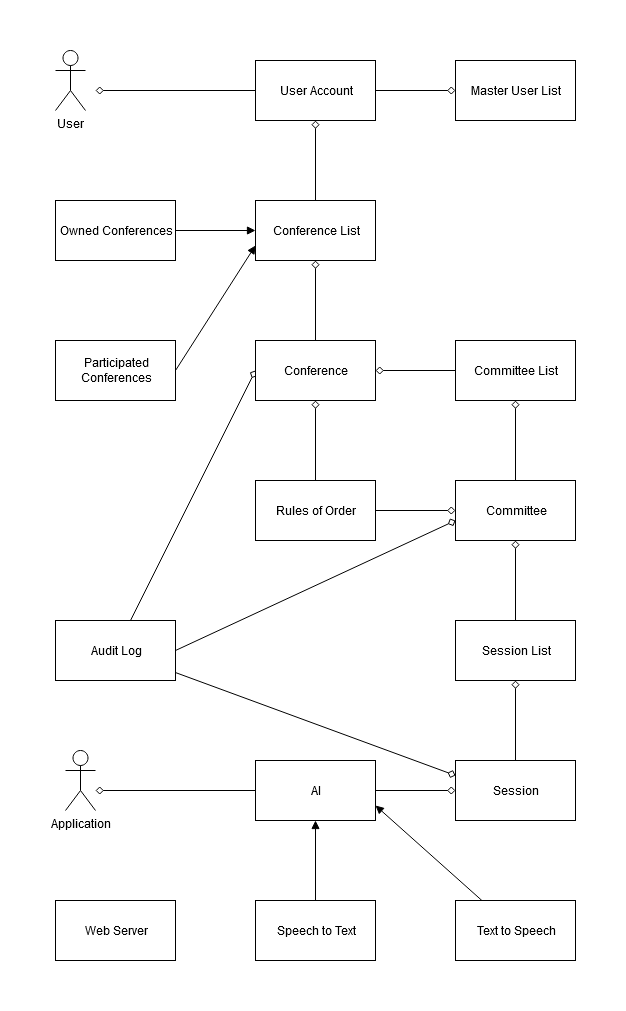 User
User Account
Master User List
Owned Conferences
Conference List
Participated
Conferences
Conference
Committee List
Rules of Order
Committee
Audit Log
Session List
Application
AI
Session
Web Server
Speech to Text
Text to Speech